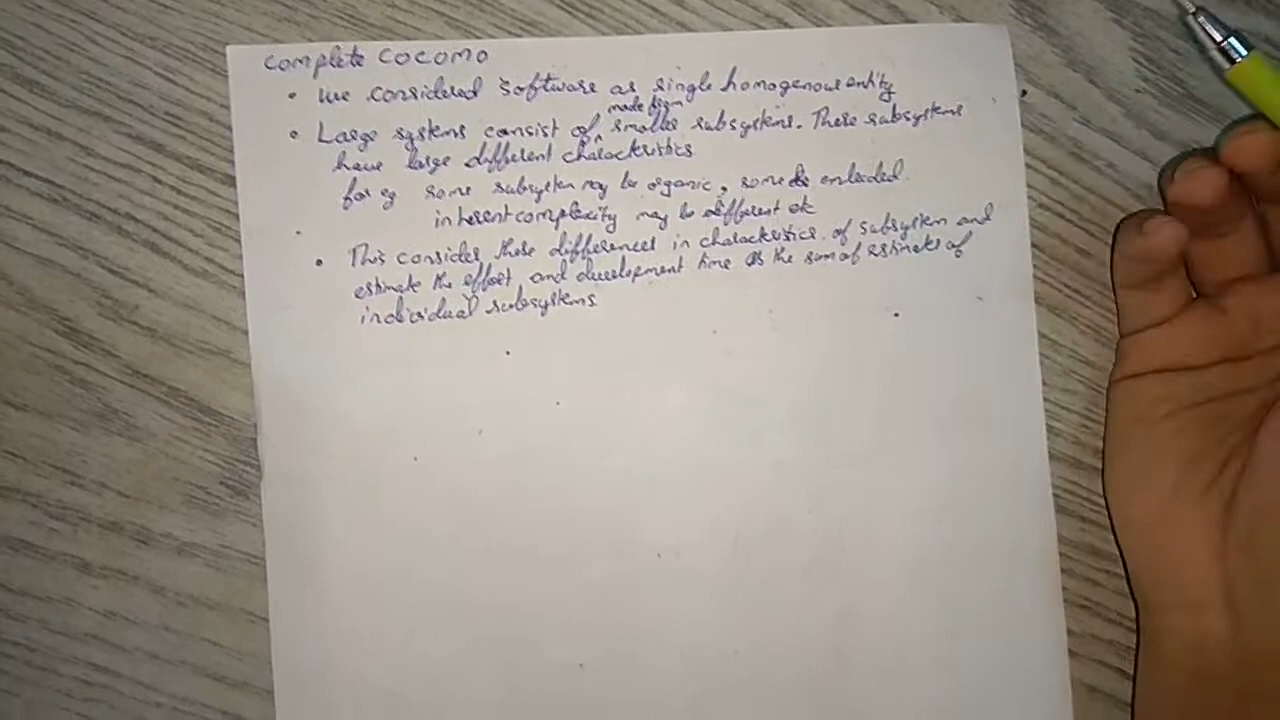 Complete COCOMO
• We considered Software as single homogenous entity
made from
• Large systems consist of smaller subsystems. These subsystems
have large different characteristics
for eg some subsystem may be organic, some embedded.
inherent complexity may be different etc
• This consider these differences in characteristics of subsystem and
estimate the effort and development time as the sum of estimates of
individual subsystems